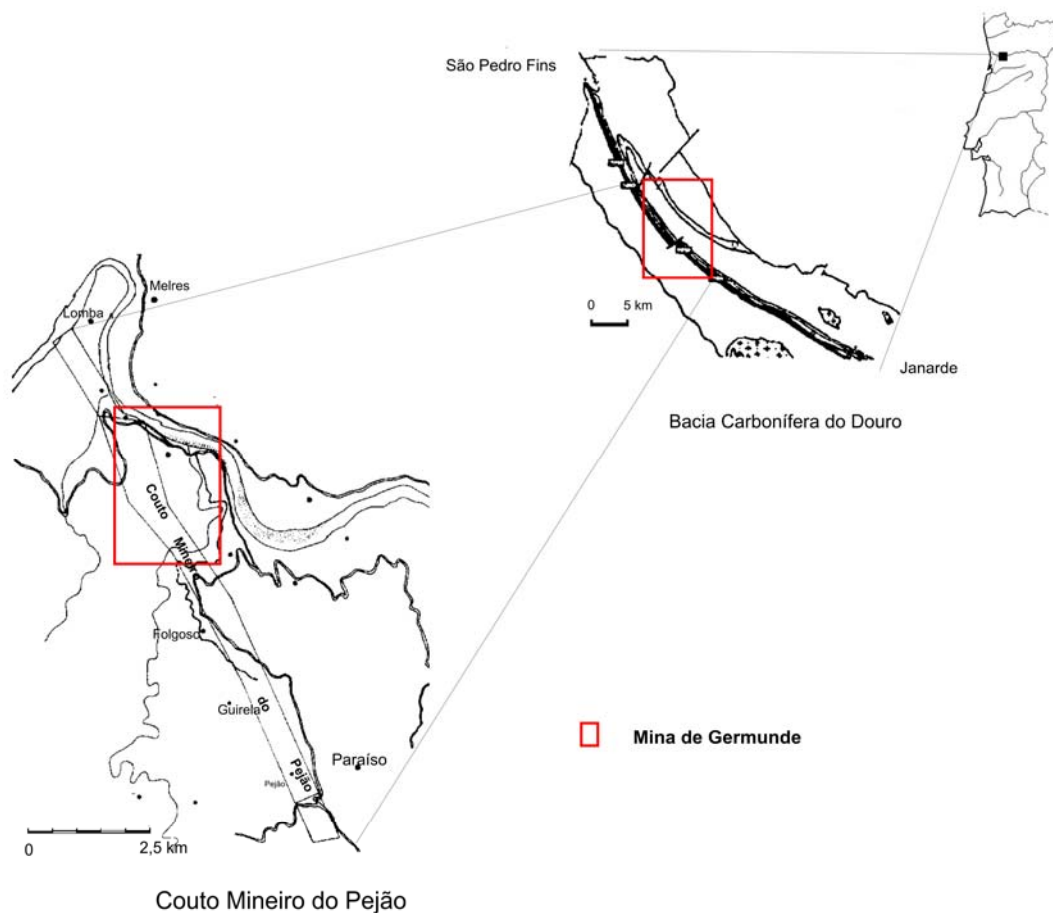 São Pedro Fins
0 5 km
Janarde
Bacia Carbonífera do Douro
Melres
Lomba
Couto
Mineiro
Folgoso
Guirela
do
Paraíso
Pejão
Pejão
0 2,5 km
Mina de Germunde
Couto Mineiro do Pejão